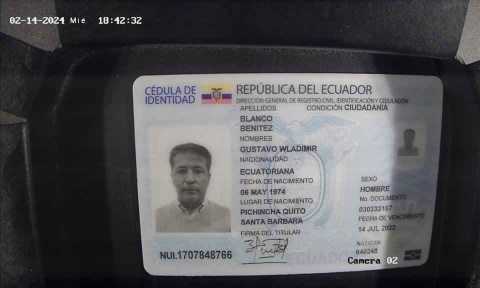 02-14-2024 Mié 18:42:32
CÉDULA DE IDENTIDAD
REPÚBLICA DEL ECUADOR
DIRECCIÓN GENERAL DE REGISTRO CIVIL, IDENTIFICACIÓN Y CEDULACIÓN
APELLIDOS
CONDICIÓN CIUDADANÍA
BLANCO
BENITEZ
NOMBRES
GUSTAVO WLADIMIR
NACIONALIDAD
ECUATORIANA
FECHA DE NACIMIENTO
06 MAY 1974
LUGAR DE NACIMIENTO
PICHINCHA QUITO
SANTA BARBARA
FIRMA DEL TITULAR
SEXO
HOMBRE
No. DOCUMENTO
030332157
FECHA DE VENCIMIENTO
14 JUL 2032
NAT/CAN
640245
NUI.1707848766
ECUADOR
Camera 02